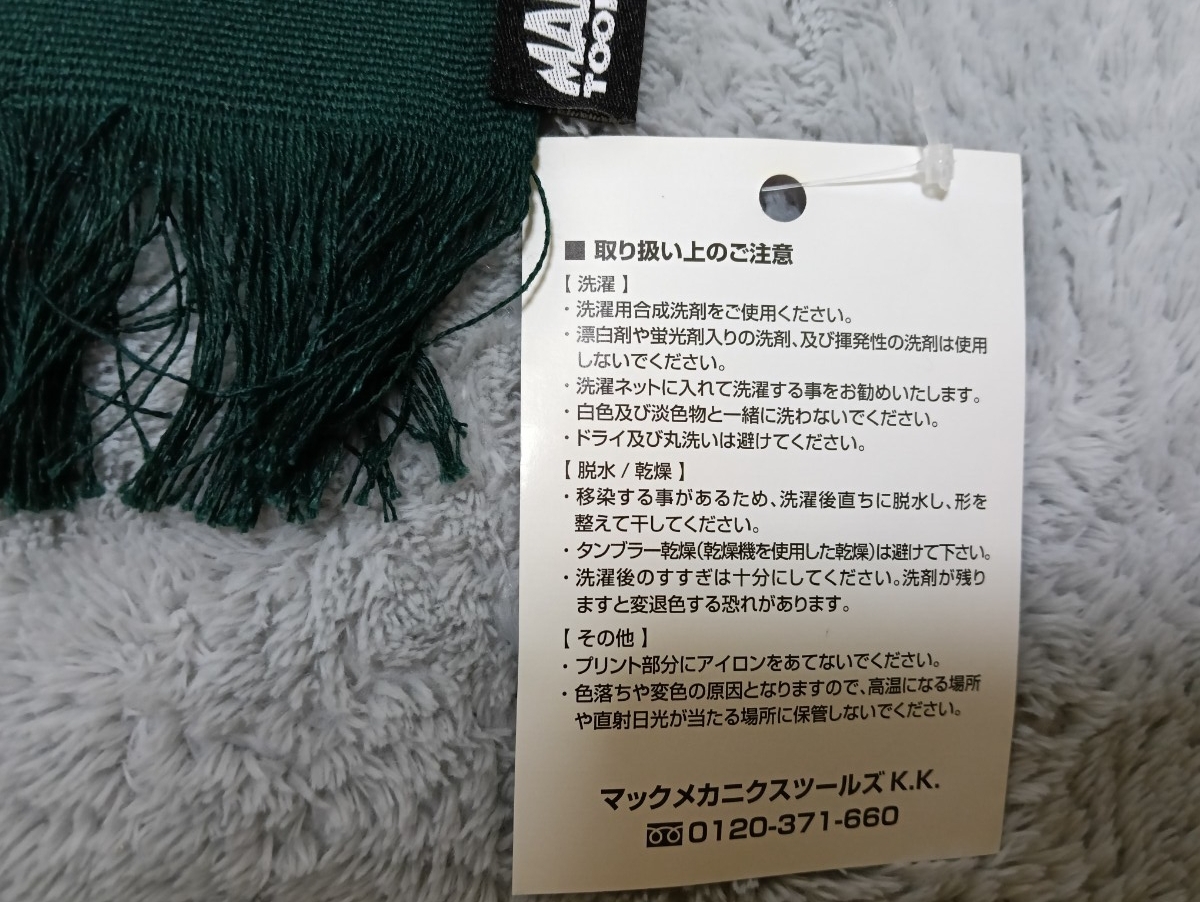 ■ 取り扱い上のご注意
【 洗濯 】
・洗濯用合成洗剤をご使用ください。
・漂白剤や蛍光剤入りの洗剤、及び揮発性の洗剤は使用
しないでください。
・洗濯ネットに入れて洗濯する事をお勧めいたします。
・白色及び淡色物と一緒に洗わないでください。
・ドライ及び丸洗いは避けてください。
【 脱水 / 乾燥 】
・移染する事があるため、洗濯後直ちに脱水し、形を
整えて干してください。
・タンブラー乾燥(乾燥機を使用した乾燥)は避けて下さい。
・洗濯後のすすぎは十分にしてください。洗剤が残り
ますと変退色する恐れがあります。
【 その他 】
・プリント部分にアイロンをあてないでください。
・色落ちや変色の原因となりますので、高温になる場所
や直射日光が当たる場所に保管しないでください。
マックメカニクスツールズ K.K.
0120-371-660